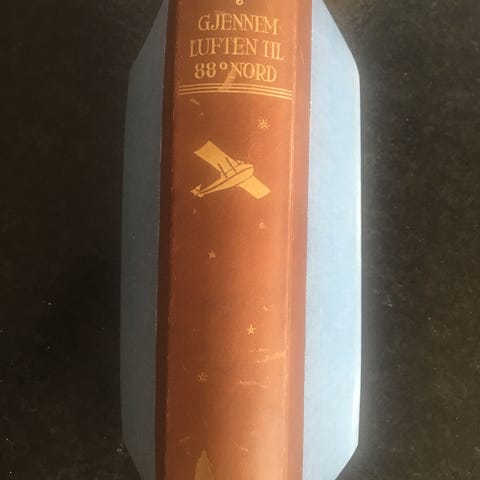 GJENNEM
LUFTEN TIL
88° NORD